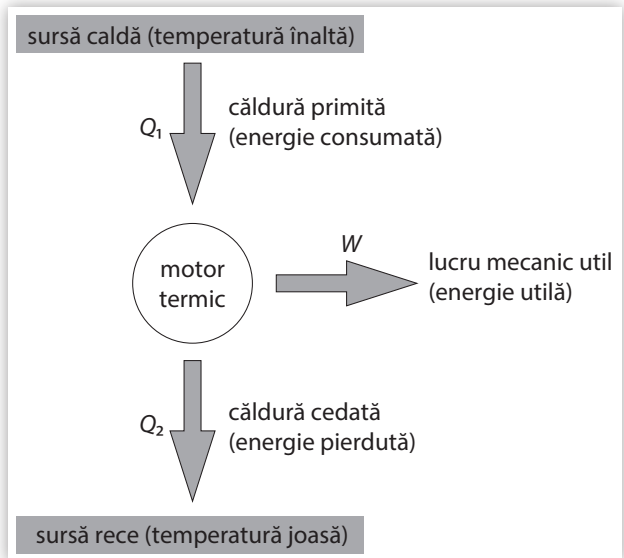 sursă caldă (temperatură înaltă)
Q₁
căldură primită
(energie consumată)
motor
termic
W
lucru mecanic util
(energie utilă)
Q₂
căldură cedată
(energie pierdută)
sursă rece (temperatură joasă)